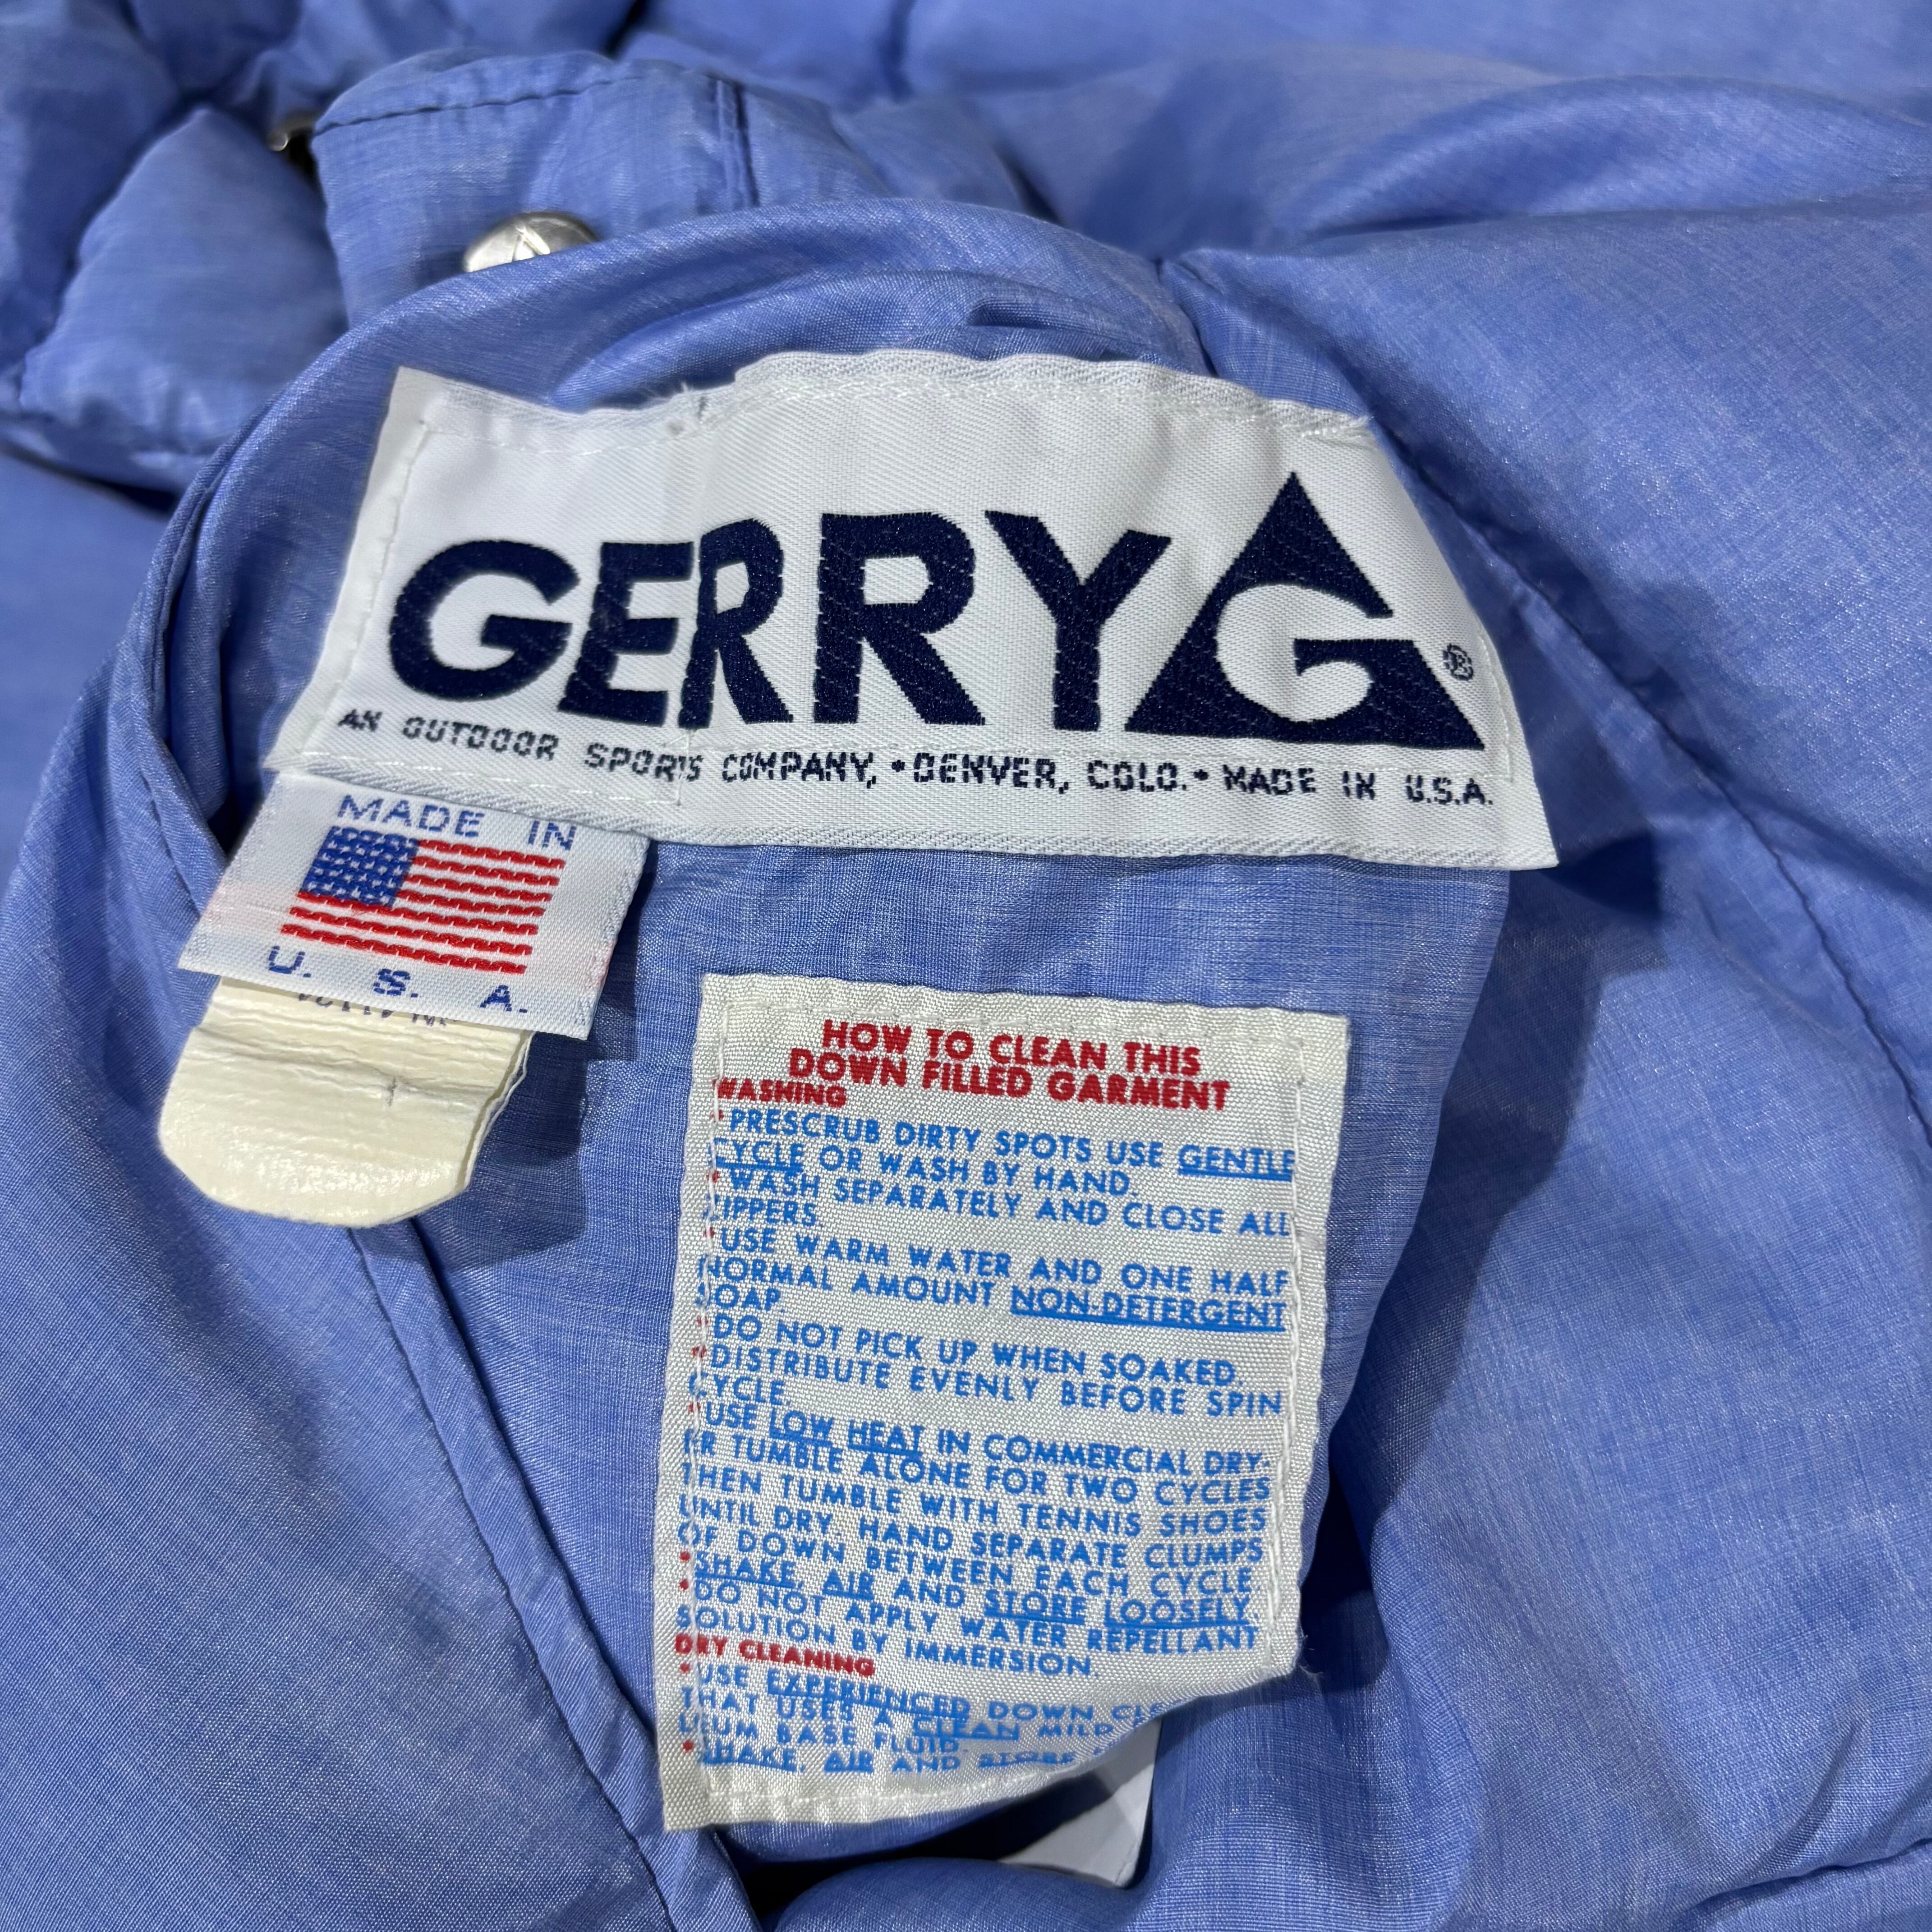 GERRY G ®
AN OUTDOOR SPORTS COMPANY, • DENVER, COLO. • MADE IN U.S.A.
MADE IN
U. S. A.
HOW TO CLEAN THIS
DOWN FILLED GARMENT
WASHING
• PRESCRUB DIRTY SPOTS USE GENTLE
CYCLE OR WASH BY HAND.
• WASH SEPARATELY AND CLOSE ALL
ZIPPERS
• USE WARM WATER AND ONE HALF
NORMAL AMOUNT NON-DETERGENT
SOAP
• DO NOT PICK UP WHEN SOAKED.
• DISTRIBUTE EVENLY BEFORE SPIN
CYCLE
• USE LOW HEAT IN COMMERCIAL DRY-
ER TUMBLE ALONE FOR TWO CYCLES
THEN TUMBLE WITH TENNIS SHOES
UNTIL DRY. HAND SEPARATE CLUMPS
OF DOWN BETWEEN EACH CYCLE
• SHAKE, AIR AND STORE LOOSELY.
• DO NOT APPLY WATER REPELLANT
SOLUTION BY IMMERSION.
DRY CLEANING
• USE EXPERIENCED DOWN
THAT USES A CLEAN MILD
LEUM BASE FLUID.
• SHAKE, AIR AND STORE